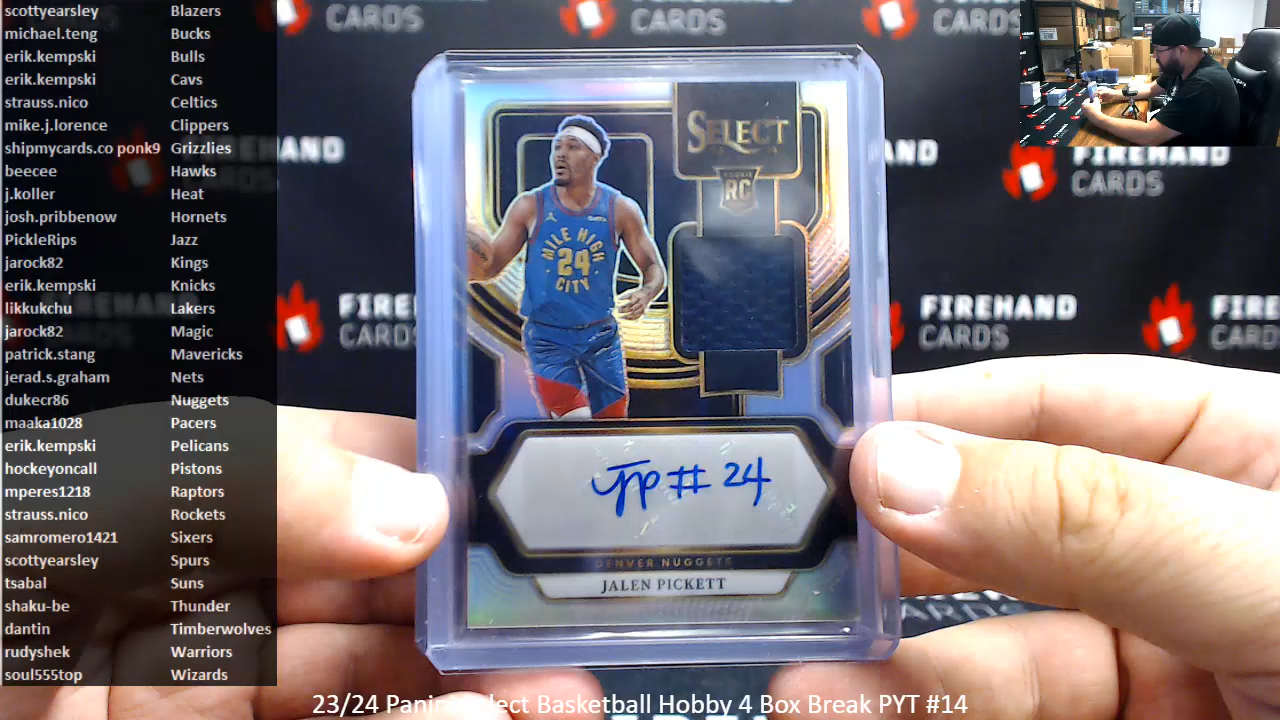 scottyearsley Blazers
michael.teng Bucks
erik.kempski Bulls
erik.kempski Cavs
strauss.nico Celtics
mike.j.lorence Clippers
shipmycards.co ponk9 Grizzlies
beecee Hawks
j.koller Heat
josh.pribbenow Hornets
PickleRips Jazz
jarock82 Kings
erik.kempski Knicks
likkukchu Lakers
jarock82 Magic
patrick.stang Mavericks
jerad.s.graham Nets
dukecr86 Nuggets
maaka1028 Pacers
erik.kempski Pelicans
hockeyoncall Pistons
mperes1218 Raptors
strauss.nico Rockets
samromero1421 Sixers
scottyearsley Spurs
tsabal Suns
shaku-be Thunder
dantin Timberwolves
rudyshek Warriors
soul555top Wizards
CARDS
FIREHAND
CARDS
FIREHAND
CARDS
FIREHAND
CARDS
SELECT
RC
MILE HIGH
24
CITY
JPP # 24
DENVER NUGGETS
JALEN PICKETT
23/24 Panini Select Basketball Hobby 4 Box Break PYT #14